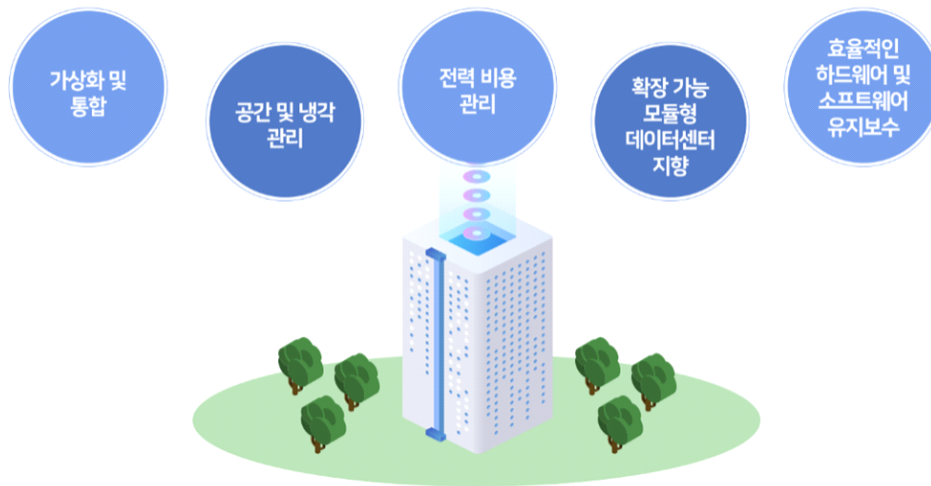 가상화 및
통합
공간 및 냉각
관리
전력 비용
관리
확장 가능
모듈형
데이터센터
지향
효율적인
하드웨어 및
소프트웨어
유지보수